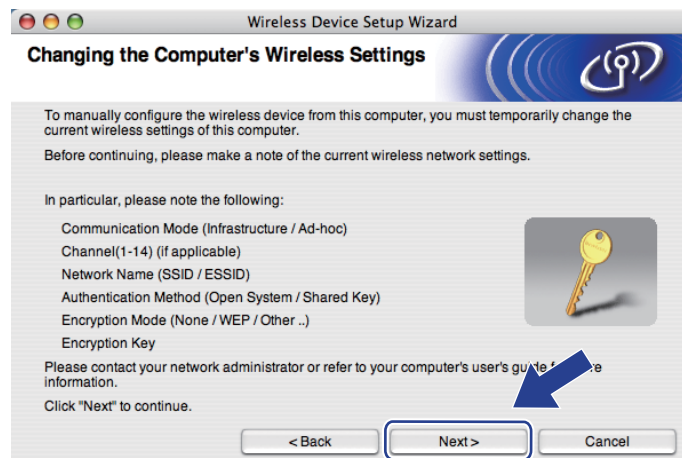 Wireless Device Setup Wizard
Changing the Computer's Wireless Settings
To manually configure the wireless device from this computer, you must temporarily change the
current wireless settings of this computer.
Before continuing, please make a note of the current wireless network settings.
In particular, please note the following:
Communication Mode (Infrastructure / Ad-hoc)
Channel(1-14) (if applicable)
Network Name (SSID / ESSID)
Authentication Method (Open System / Shared Key)
Encryption Mode (None / WEP / Other ..)
Encryption Key
Please contact your network administrator or refer to your computer's user's guide
information.
Click "Next" to continue.
< Back Next > Cancel